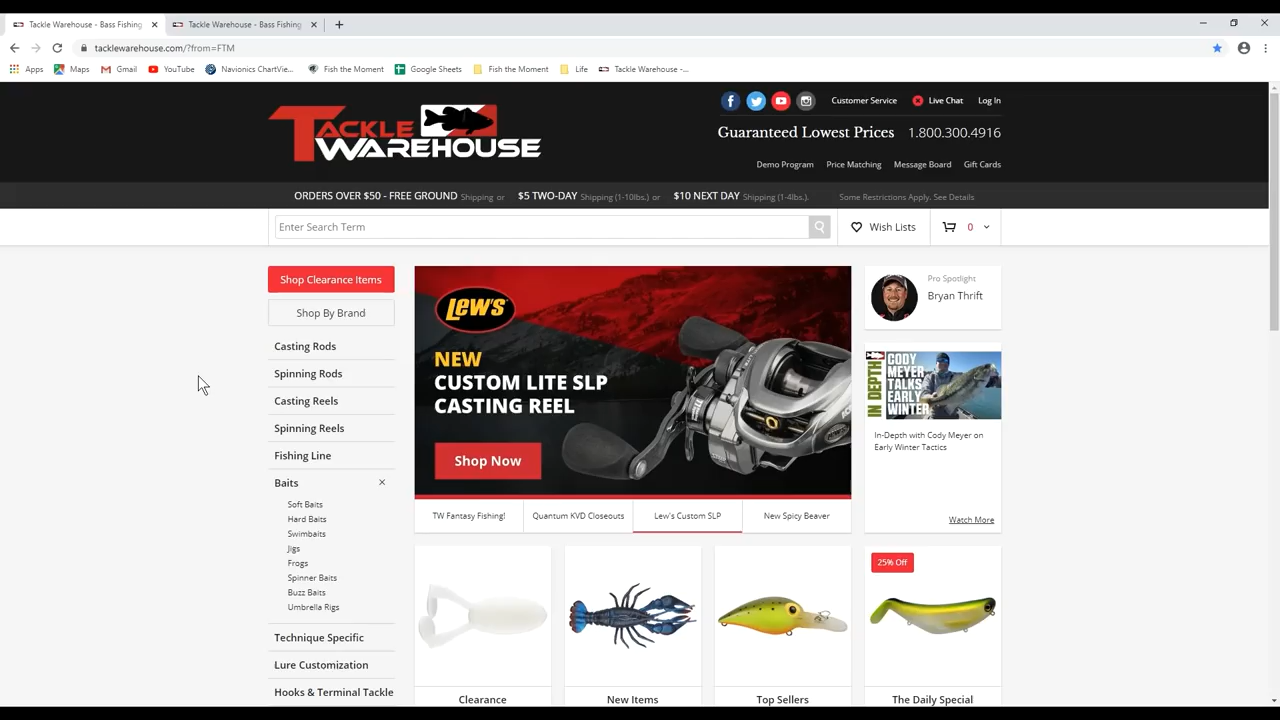 Tackle Warehouse - Bass Fishing
Tackle Warehouse - Bass Fishing
tacklewarehouse.com/?from=FTM
Apps
Maps
Gmail
YouTube
Navionics ChartVie...
Fish the Moment
Google Sheets
Fish the Moment
Life
Tackle Warehouse -...
TACKLE
WAREHOUSE
Customer Service
Live Chat
Log In
Guaranteed Lowest Prices 1.800.300.4916
Demo Program
Price Matching
Message Board
Gift Cards
ORDERS OVER $50 - FREE GROUND Shipping or $5 TWO-DAY Shipping (1-10lbs.) or $10 NEXT DAY Shipping (1-4lbs.). Some Restrictions Apply. See Details
Enter Search Term
Wish Lists
0
Shop Clearance Items
Shop By Brand
Casting Rods
Spinning Rods
Casting Reels
Spinning Reels
Fishing Line
Baits
Soft Baits
Hard Baits
Swimbaits
Jigs
Frogs
Spinner Baits
Buzz Baits
Umbrella Rigs
Technique Specific
Lure Customization
Hooks & Terminal Tackle
LEW'S
NEW
CUSTOM LITE SLP
CASTING REEL
Shop Now
TW Fantasy Fishing!
Quantum KVD Closeouts
Lew's Custom SLP
New Spicy Beaver
Pro Spotlight
Bryan Thrift
IN DEPTH
CODY
MEYER
TALKS
EARLY
WINTER
In-Depth with Cody Meyer on
Early Winter Tactics
Watch More
25% Off
Clearance
New Items
Top Sellers
The Daily Special